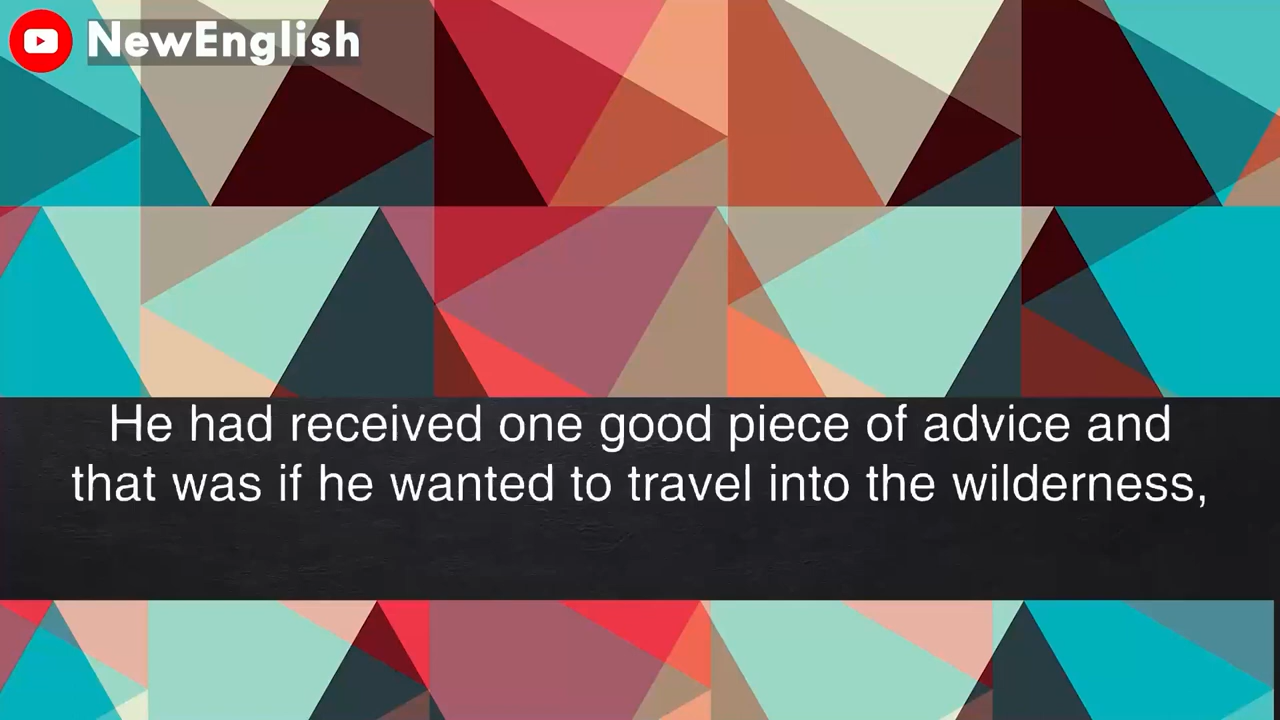 NewEnglish
He had received one good piece of advice and
that was if he wanted to travel into the wilderness,